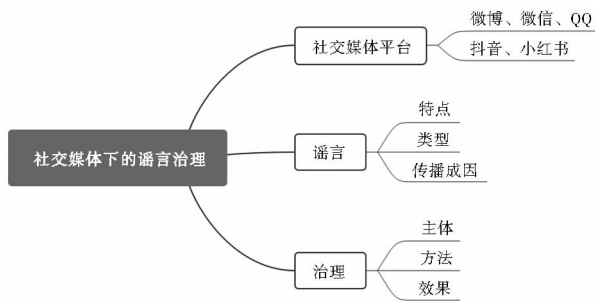 微博、微信、QQ
社交媒体平台
抖音、小红书
特点
社交媒体下的谣言治理
谣言
类型
传播成因
主体
治理
方法
效果